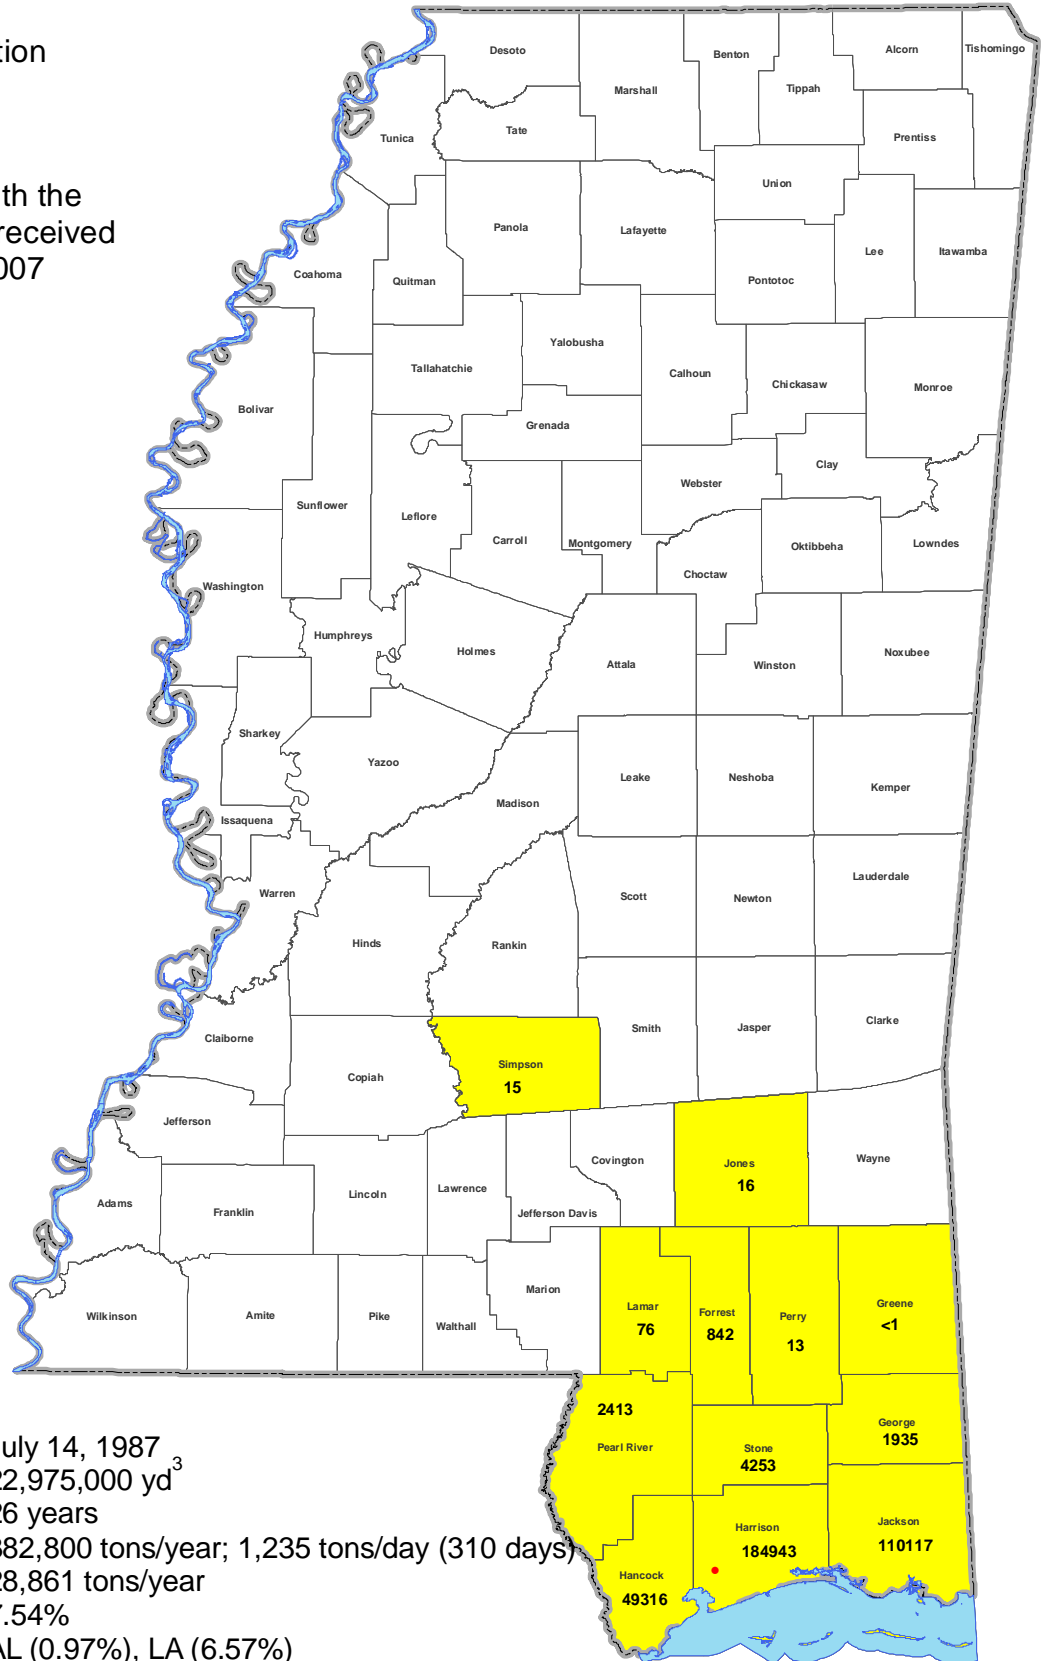 tion
th the
received
007
Desoto
Marshall
Benton
Tippah
Alcorn
Tishomingo
Tunica
Tate
Prentiss
Union
Panola
Lafayette
Lee
Itawamba
Coahoma
Quitman
Pontotoc
Tallahatchie
Yalobusha
Calhoun
Chickasaw
Monroe
Bolivar
Grenada
Clay
Webster
Sunflower
Leflore
Carroll
Montgomery
Oktibbeha
Lowndes
Choctaw
Washington
Humphreys
Holmes
Attala
Winston
Noxubee
Sharkey
Yazoo
Leake
Neshoba
Kemper
Madison
Issaquena
Warren
Scott
Newton
Lauderdale
Hinds
Rankin
Claiborne
Smith
Jasper
Clarke
Simpson
15
Copiah
Jefferson
Covington
Jones
16
Wayne
Adams
Franklin
Lincoln
Lawrence
Jefferson Davis
Wilkinson
Amite
Pike
Walthall
Marion
Lamar
76
Forrest
842
Perry
13
Greene
<1
2413
Pearl River
Stone
4253
George
1935
Harrison
184943
Jackson
110117
Hancock
49316
uly 14, 1987
22,975,000 yd3
26 years
382,800 tons/year; 1,235 tons/day (310 days)
28,861 tons/year
7.54%
AL (0.97%), LA (6.57%)